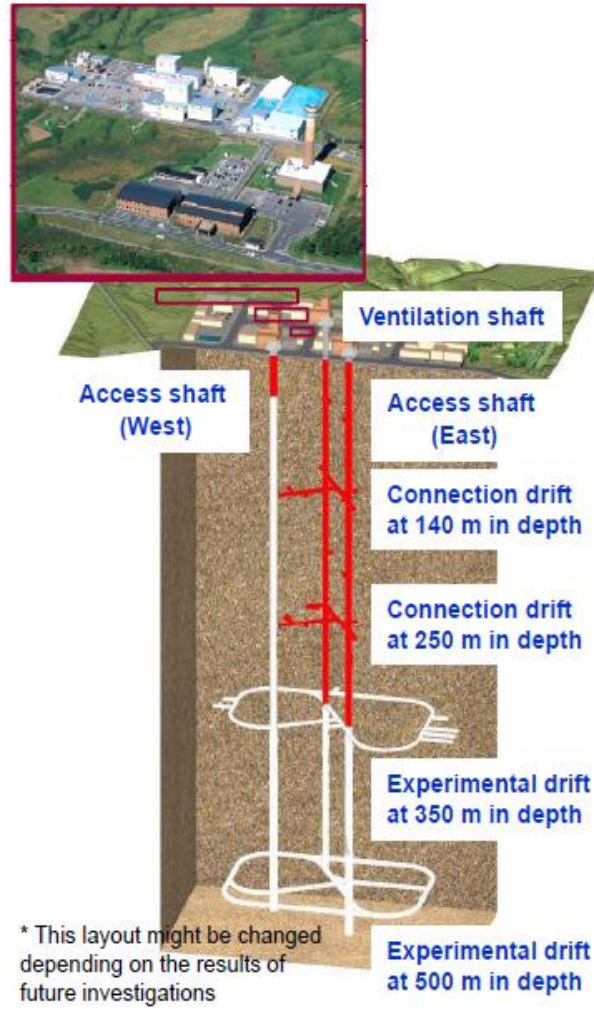 Ventilation shaft
Access shaft
(West)
Access shaft
(East)
Connection drift
at 140 m in depth
Connection drift
at 250 m in depth
Experimental drift
at 350 m in depth
* This layout might be changed
depending on the results of
future investigations
Experimental drift
at 500 m in depth